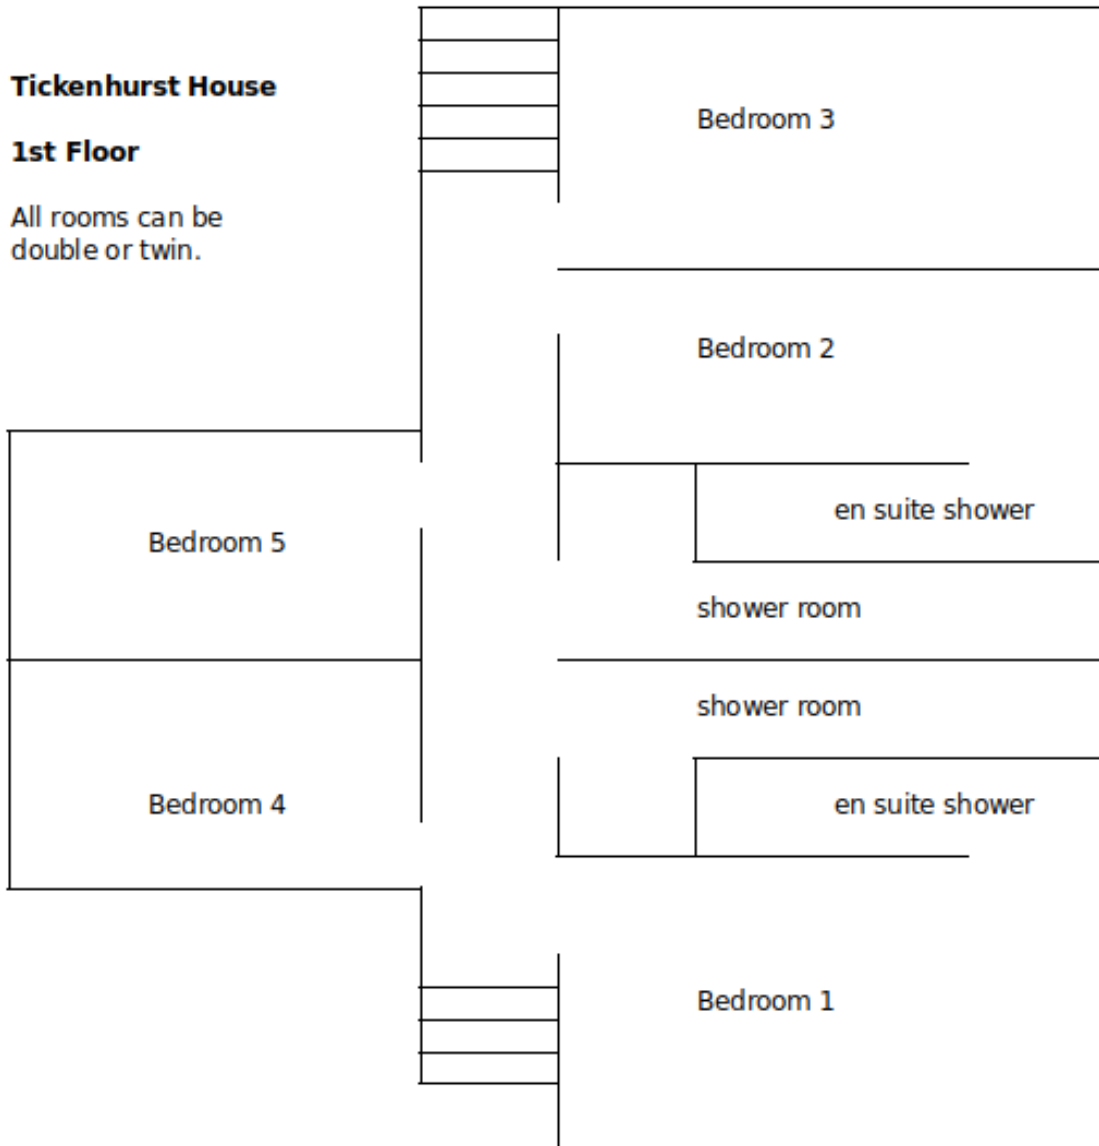 Tickenhurst House
1st Floor
All rooms can be
double or twin.
Bedroom 3
Bedroom 2
en suite shower
Bedroom 5
shower room
shower room
Bedroom 4
en suite shower
Bedroom 1